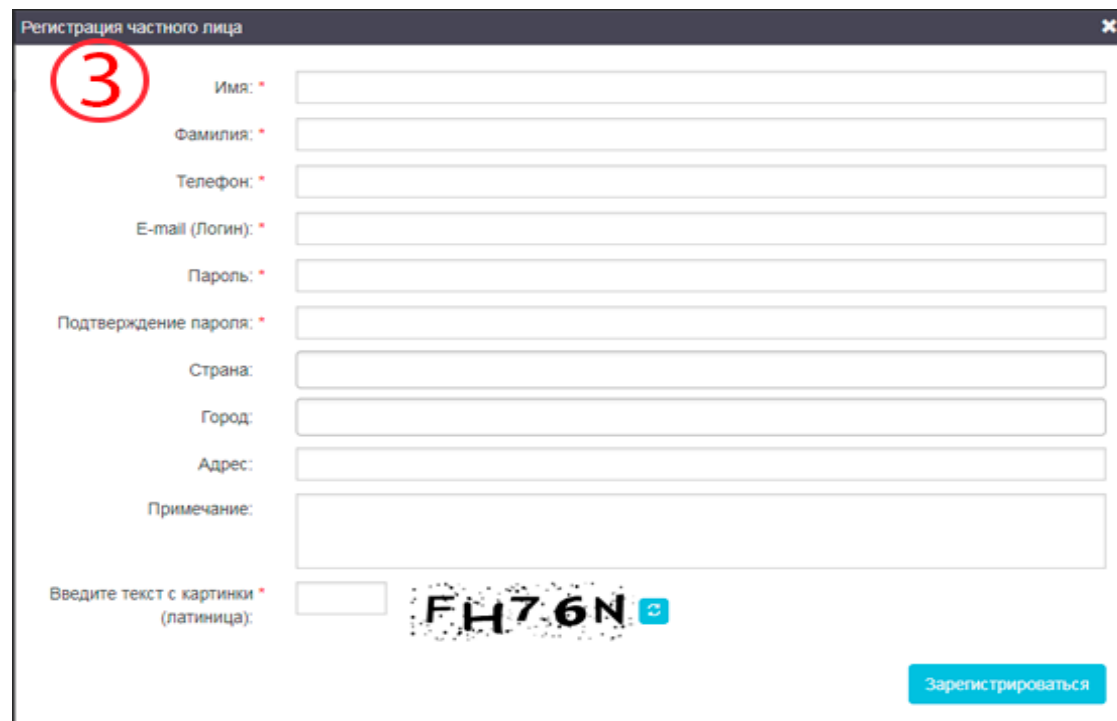 Регистрация частного лица
3
Имя: *
Фамилия: *
Телефон: *
E-mail (Логин): *
Пароль: *
Подтверждение пароля: *
Страна:
Город:
Адрес:
Примечание:
Введите текст с картинки *
(латиница):
FH76N
Зарегистрироваться